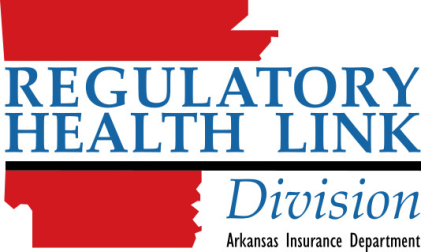 REGULATORY
HEALTH LINK
Division
Arkansas Insurance Department